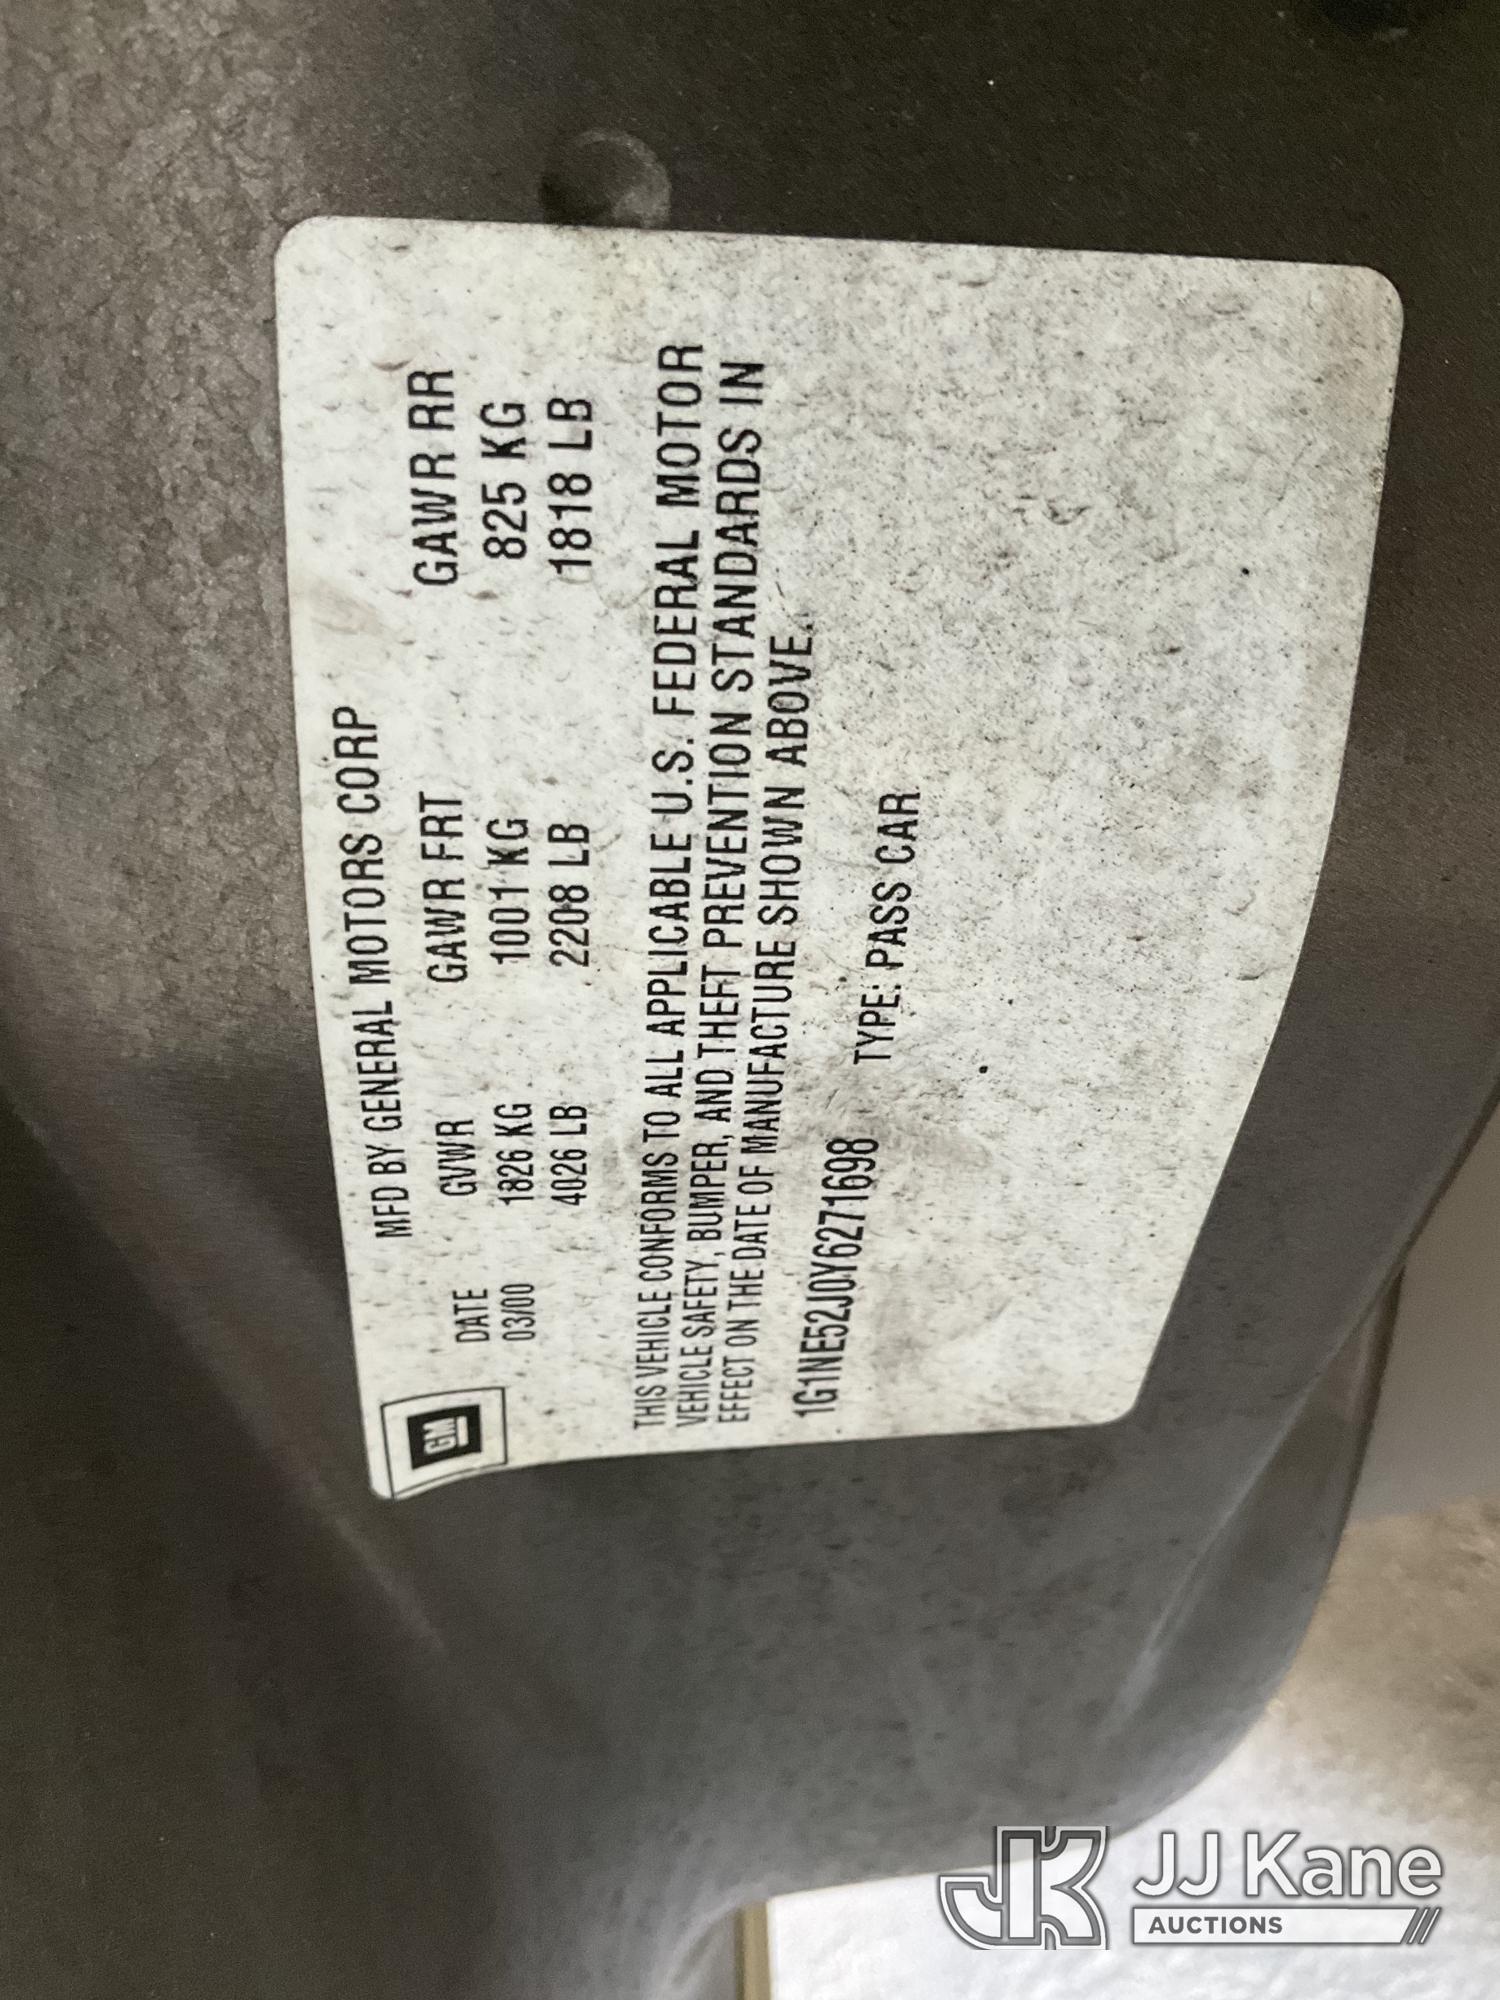 GM
MFD BY GENERAL MOTORS CORP
DATE GVWR GAWR FRT GAWR RR
03/00 1826 KG 1001 KG 825 KG
4026 LB 2208 LB 1818 LB
THIS VEHICLE CONFORMS TO ALL APPLICABLE U.S. FEDERAL MOTOR
VEHICLE SAFETY, BUMPER, AND THEFT PREVENTION STANDARDS IN
EFFECT ON THE DATE OF MANUFACTURE SHOWN ABOVE.
1G1NE52J0Y6271698 TYPE: PASS CAR
JK JJ Kane
AUCTIONS